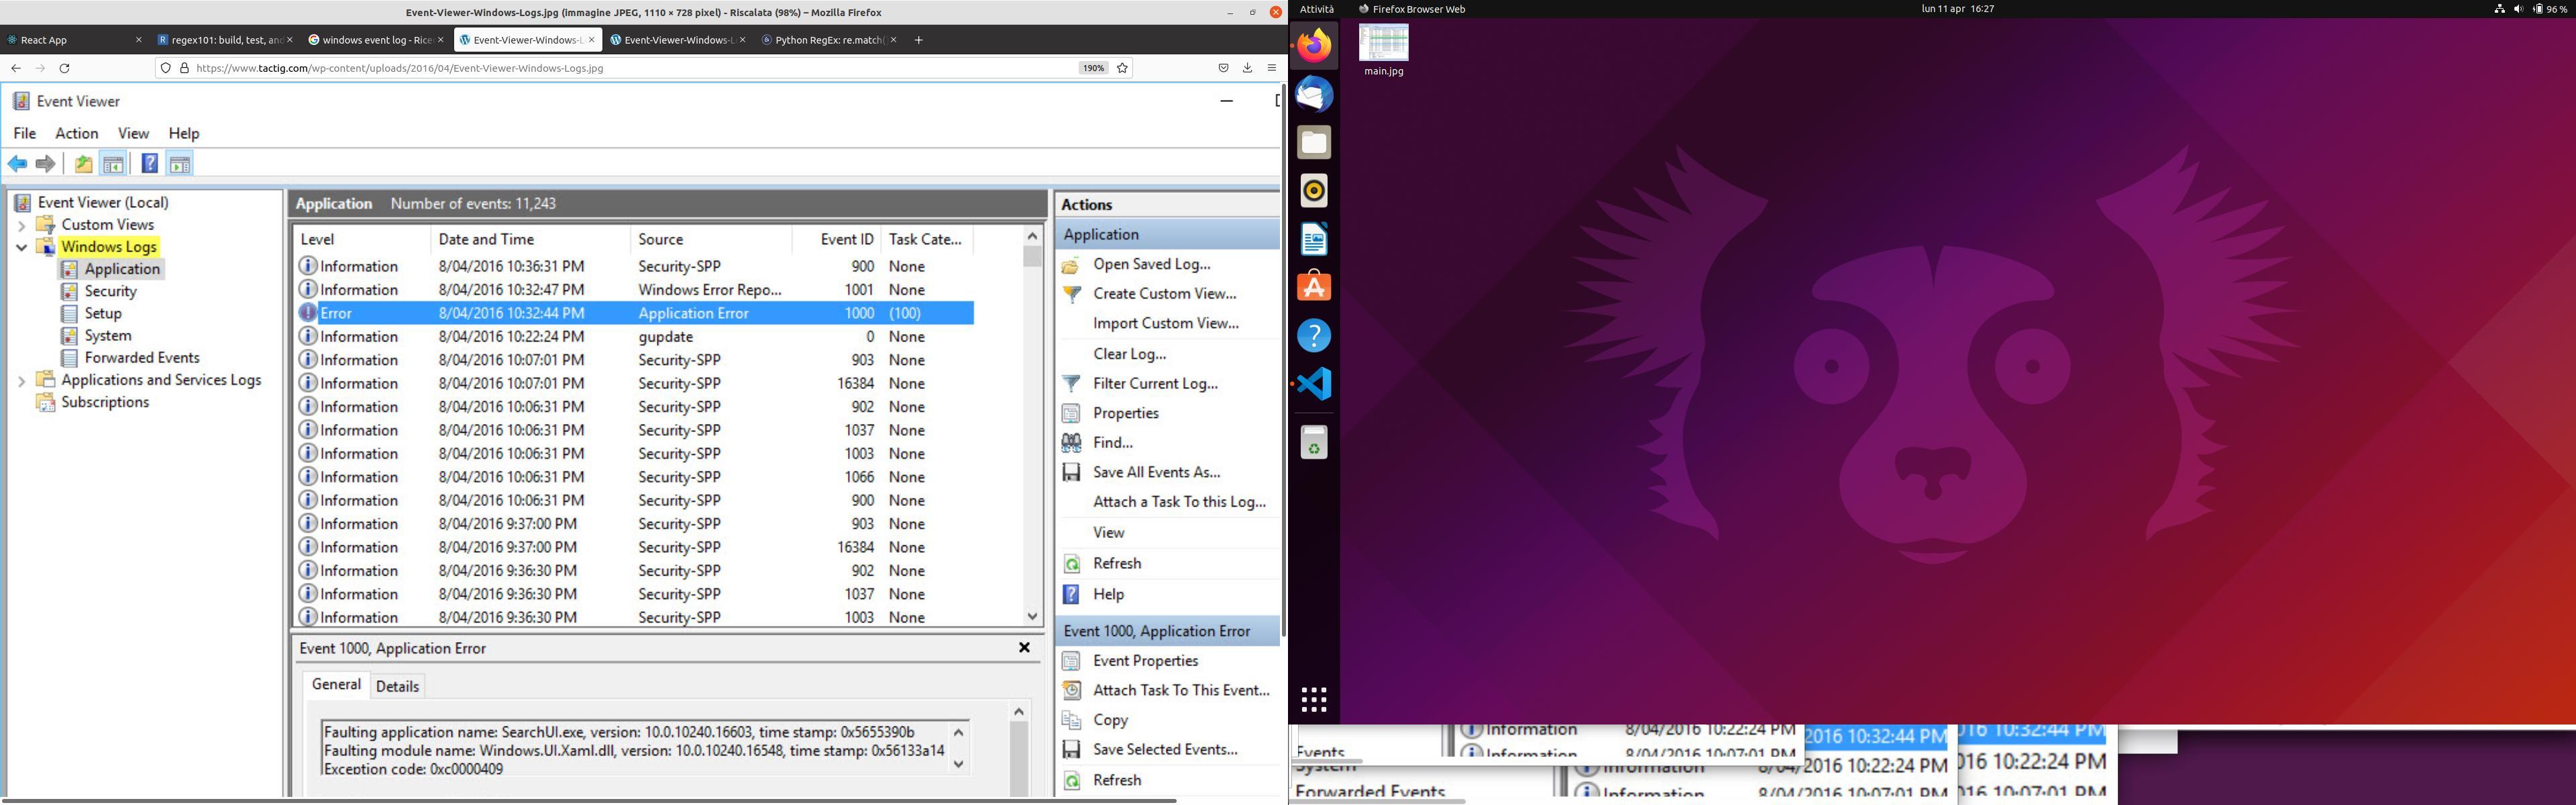 Event-Viewer-Windows-Logs.jpg (immagine JPEG, 1110 × 728 pixel) - Riscalata (98%) – Mozilla Firefox
React App
regex101: build, test, and
windows event log - Rice
Event-Viewer-Windows-L
Event-Viewer-Windows-L
Python RegEx: re.match(
https://www.tactig.com/wp-content/uploads/2016/04/Event-Viewer-Windows-Logs.jpg
190%
Event Viewer
File Action View Help
Event Viewer (Local)
Custom Views
Windows Logs
Application
Security
Setup
System
Forwarded Events
Applications and Services Logs
Subscriptions
Application Number of events: 11,243
Level Date and Time Source Event ID Task Cate...
Information 8/04/2016 10:36:31 PM Security-SPP 900 None
Information 8/04/2016 10:32:47 PM Windows Error Repo... 1001 None
Error 8/04/2016 10:32:44 PM Application Error 1000 (100)
Information 8/04/2016 10:22:24 PM gupdate 0 None
Information 8/04/2016 10:07:01 PM Security-SPP 903 None
Information 8/04/2016 10:07:01 PM Security-SPP 16384 None
Information 8/04/2016 10:06:31 PM Security-SPP 902 None
Information 8/04/2016 10:06:31 PM Security-SPP 1037 None
Information 8/04/2016 10:06:31 PM Security-SPP 1003 None
Information 8/04/2016 10:06:31 PM Security-SPP 1066 None
Information 8/04/2016 10:06:31 PM Security-SPP 900 None
Information 8/04/2016 9:37:00 PM Security-SPP 903 None
Information 8/04/2016 9:37:00 PM Security-SPP 16384 None
Information 8/04/2016 9:36:30 PM Security-SPP 902 None
Information 8/04/2016 9:36:30 PM Security-SPP 1037 None
Information 8/04/2016 9:36:30 PM Security-SPP 1003 None
Event 1000, Application Error
General Details
Faulting application name: SearchUI.exe, version: 10.0.10240.16603, time stamp: 0x5655390b
Faulting module name: Windows.UI.Xaml.dll, version: 10.0.10240.16548, time stamp: 0x56133a14
Exception code: 0xc0000409
Actions
Application
Open Saved Log...
Create Custom View...
Import Custom View...
Clear Log...
Filter Current Log...
Properties
Find...
Save All Events As...
Attach a Task To this Log...
View
Refresh
Help
Event 1000, Application Error
Event Properties
Attach Task To This Event...
Copy
Save Selected Events...
Refresh
Attività Firefox Browser Web lun 11 apr 16:27 96 %
main.jpg
Information 8/04/2016 10:22:24 PM
2016 10:32:44 PM
016 10:32:44 PM
Events
Information 8/04/2016 10:07:01 PM
System
Information 8/04/2016 10:22:24 PM
016 10:22:24 PM
Forwarded Events
Information 8/04/2016 10:07:01 PM
016 10:07:01 PM